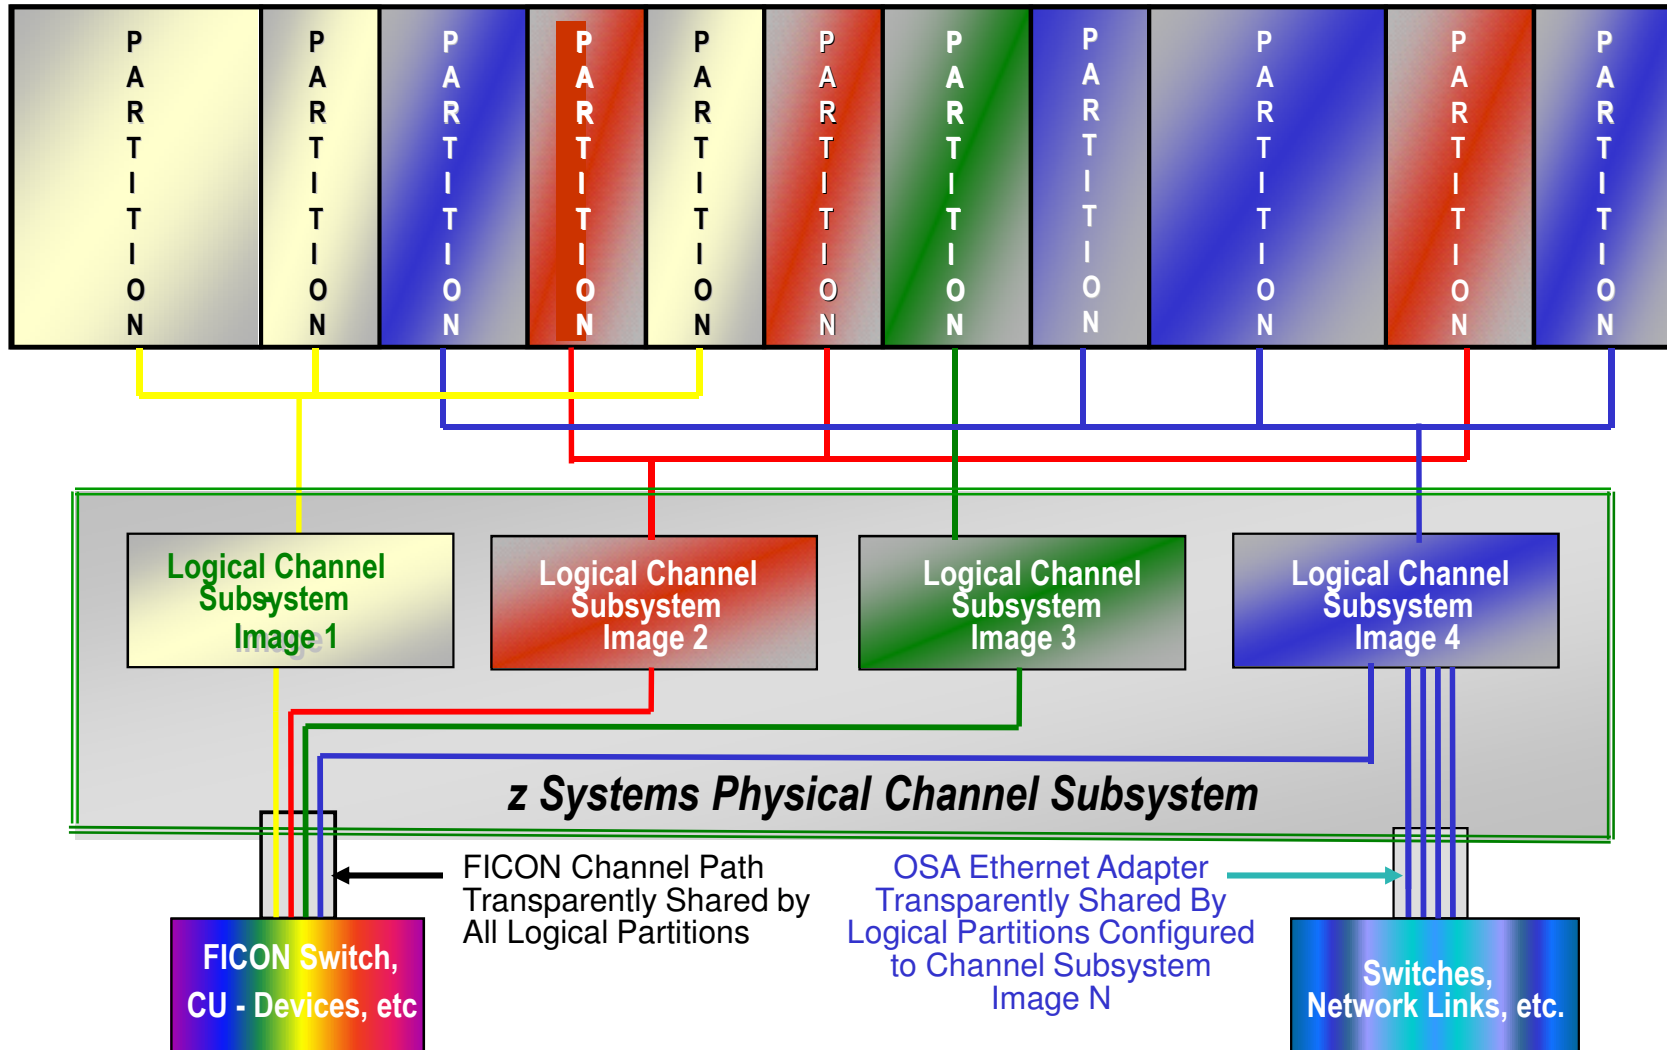 PARTITION
PARTITION
PARTITION
PARTITION
PARTITION
PARTITION
PARTITION
PARTITION
PARTITION
PARTITION
PARTITION
Logical Channel
Subsystem
Image 1
Logical Channel
Subsystem
Image 2
Logical Channel
Subsystem
Image 3
Logical Channel
Subsystem
Image 4
z Systems Physical Channel Subsystem
FICON Channel Path
Transparently Shared by
All Logical Partitions
OSA Ethernet Adapter
Transparently Shared By
Logical Partitions Configured
to Channel Subsystem
Image N
FICON Switch,
CU - Devices, etc
Switches,
Network Links, etc.